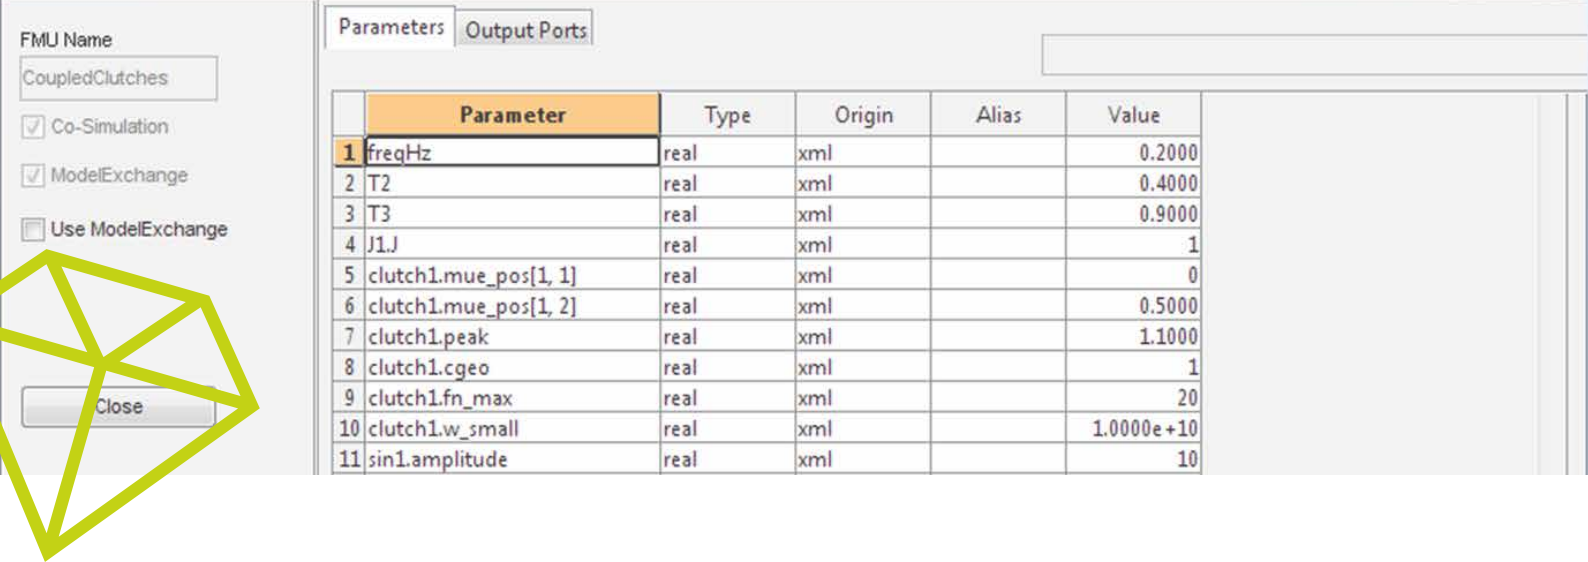 FMU Name
CoupledClutches
Co-Simulation
ModelExchange
Use ModelExchange
Close
Parameters Output Ports
Parameter Type Origin Alias Value
1 freqHz real xml 0.2000
2 T2 real xml 0.4000
3 T3 real xml 0.9000
4 J1.J real xml 1
5 clutch1.mue_pos[1, 1] real xml 0
6 clutch1.mue_pos[1, 2] real xml 0.5000
7 clutch1.peak real xml 1.1000
8 clutch1.cgeo real xml 1
9 clutch1.fn_max real xml 20
10 clutch1.w_small real xml 1.0000e+10
11 sin1.amplitude real xml 10